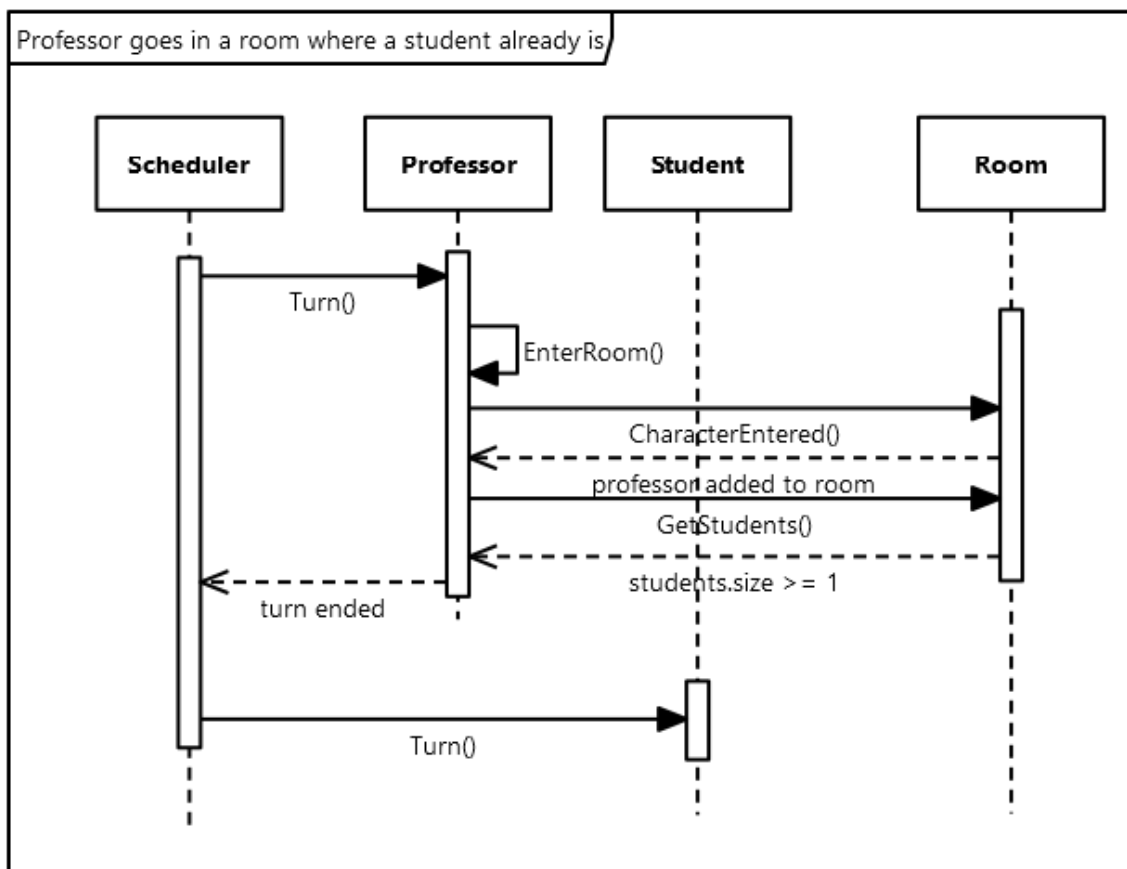 Professor goes in a room where a student already is
Scheduler
Professor
Student
Room
Turn()
EnterRoom()
CharacterEntered()
professor added to room
GetStudents()
students.size >= 1
turn ended
Turn()